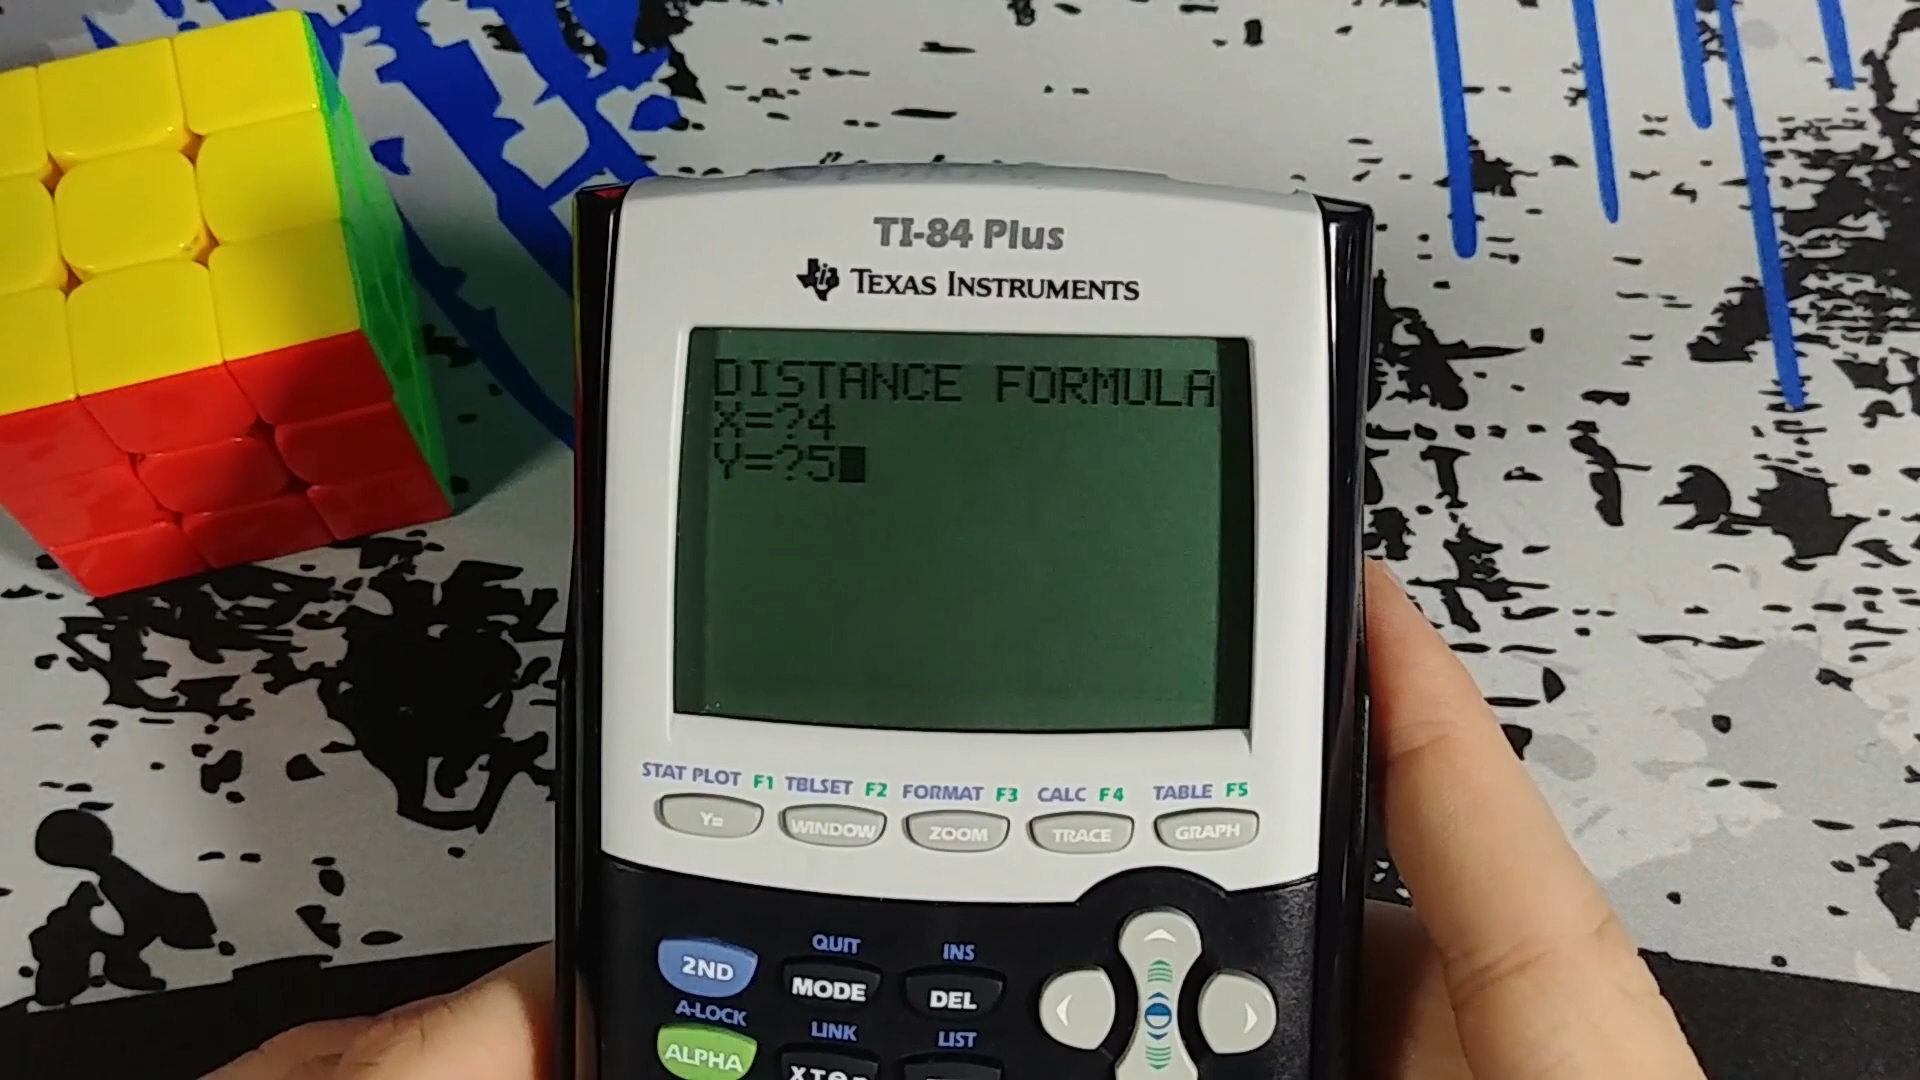 TI-84 Plus
TEXAS INSTRUMENTS
DISTANCE FORMULA
X=?4
Y=?5
STAT PLOT F1 TBLSET F2 FORMAT F3 CALC F4 TABLE F5
Y= WINDOW ZOOM TRACE GRAPH
QUIT INS
2ND MODE DEL
A-LOCK LINK LIST
ALPHA